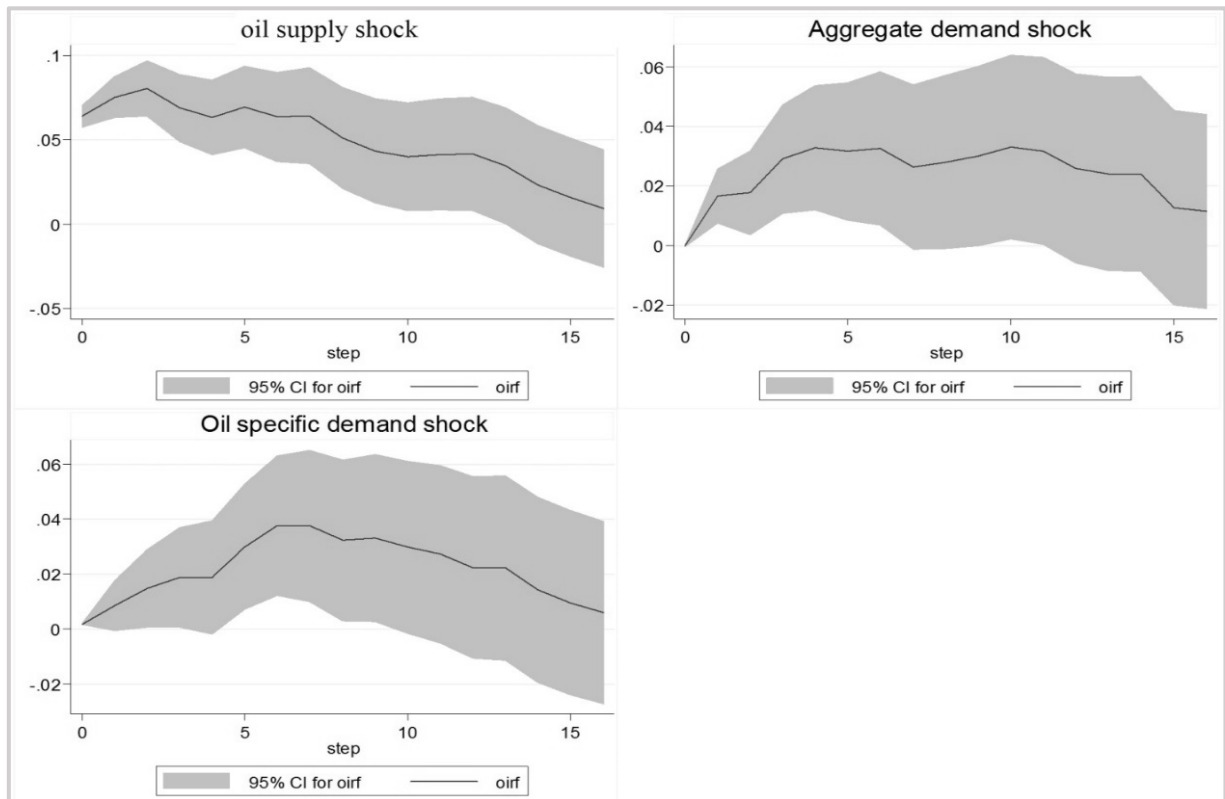 oil supply shock
.1
.05
0
-.05
0 5 10 15
step
95% CI for oirf oirf
Aggregate demand shock
.06
.04
.02
0
-.02
0 5 10 15
step
95% CI for oirf oirf
Oil specific demand shock
.06
.04
.02
0
-.02
0 5 10 15
step
95% CI for oirf oirf